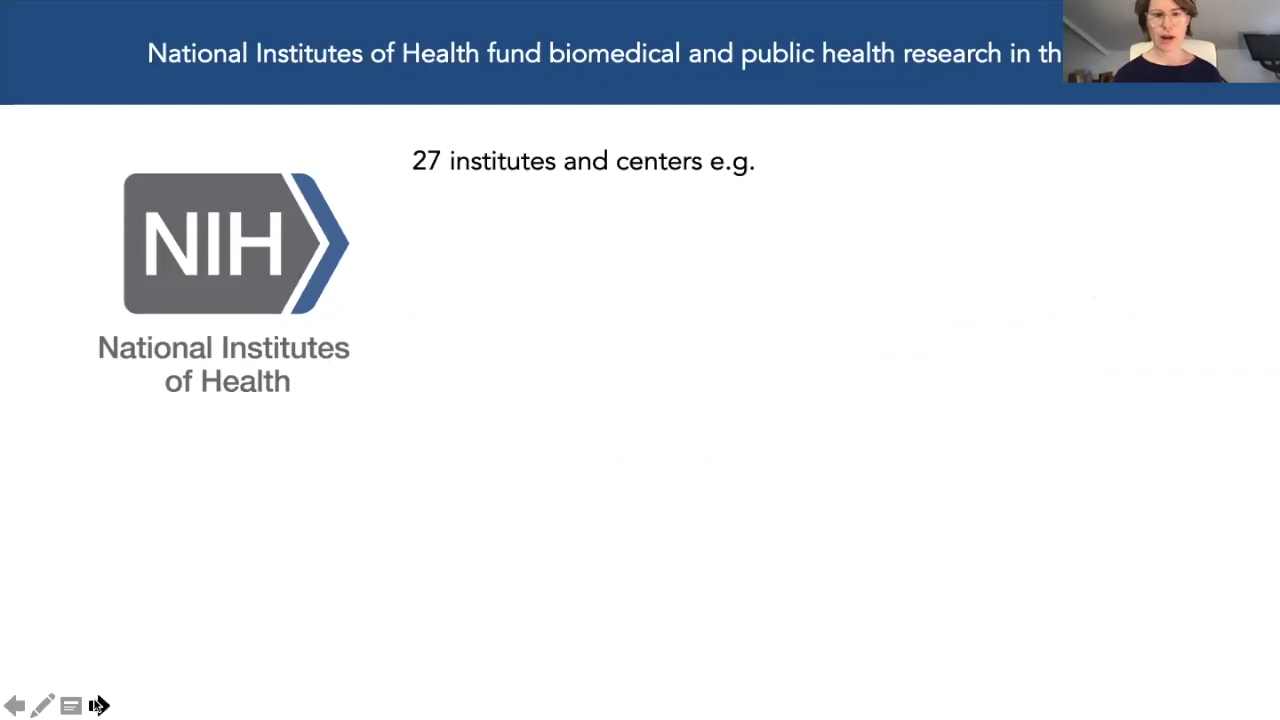 National Institutes of Health fund biomedical and public health research in th
27 institutes and centers e.g.
NIH
National Institutes
of Health